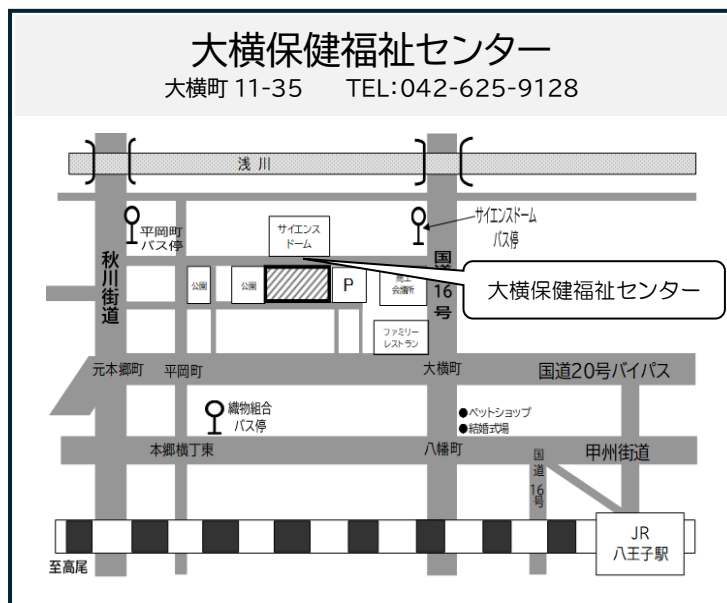 大横保健福祉センター
大横町 11-35 TEL:042-625-9128
浅川
平岡町
バス停
サイエンス
ドーム
サイエンスドーム
バス停
秋川街道
国道16号
公園
公園
P
会議所
大横保健福祉センター
ファミリー
レストラン
元本郷町
平岡町
大横町
国道20号バイパス
織物組合
バス停
●ペットショップ
●結婚式場
本郷横丁東
八幡町
国道16号
甲州街道
JR
八王子駅
至高尾